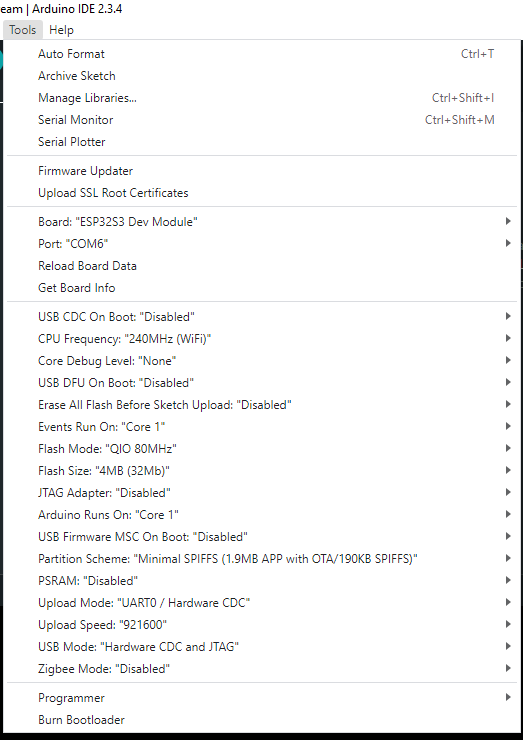 eam | Arduino IDE 2.3.4
Tools Help
Auto Format Ctrl+T
Archive Sketch
Manage Libraries... Ctrl+Shift+I
Serial Monitor Ctrl+Shift+M
Serial Plotter
Firmware Updater
Upload SSL Root Certificates
Board: "ESP32S3 Dev Module"
Port: "COM6"
Reload Board Data
Get Board Info
USB CDC On Boot: "Disabled"
CPU Frequency: "240MHz (WiFi)"
Core Debug Level: "None"
USB DFU On Boot: "Disabled"
Erase All Flash Before Sketch Upload: "Disabled"
Events Run On: "Core 1"
Flash Mode: "QIO 80MHz"
Flash Size: "4MB (32Mb)"
JTAG Adapter: "Disabled"
Arduino Runs On: "Core 1"
USB Firmware MSC On Boot: "Disabled"
Partition Scheme: "Minimal SPIFFS (1.9MB APP with OTA/190KB SPIFFS)"
PSRAM: "Disabled"
Upload Mode: "UART0 / Hardware CDC"
Upload Speed: "921600"
USB Mode: "Hardware CDC and JTAG"
Zigbee Mode: "Disabled"
Programmer
Burn Bootloader